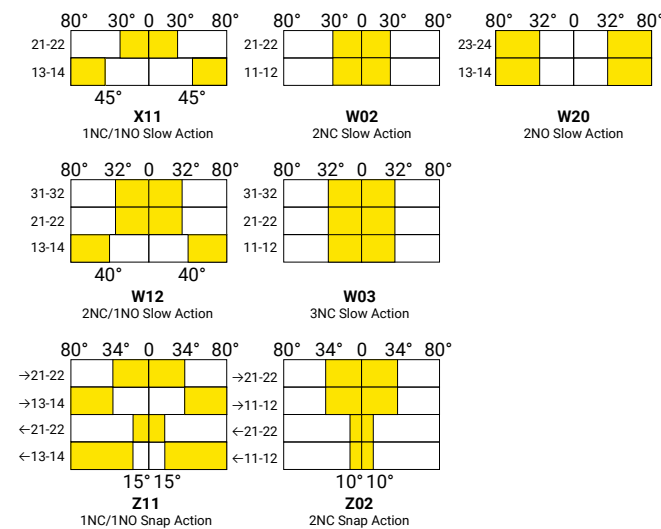 80° 30° 0 30° 80°
21-22
13-14
45° 45°
X11
1NC/1NO Slow Action
80° 30° 0 30° 80°
21-22
11-12
W02
2NC Slow Action
80° 32° 0 32° 80°
23-24
13-14
W20
2NO Slow Action
80° 32° 0 32° 80°
31-32
21-22
13-14
40° 40°
W12
2NC/1NO Slow Action
80° 32° 0 32° 80°
31-32
21-22
11-12
W03
3NC Slow Action
80° 34° 0 34° 80°
→21-22
→13-14
←21-22
←13-14
15° 15°
Z11
1NC/1NO Snap Action
80° 34° 0 34° 80°
→21-22
→11-12
←21-22
←11-12
10° 10°
Z02
2NC Snap Action